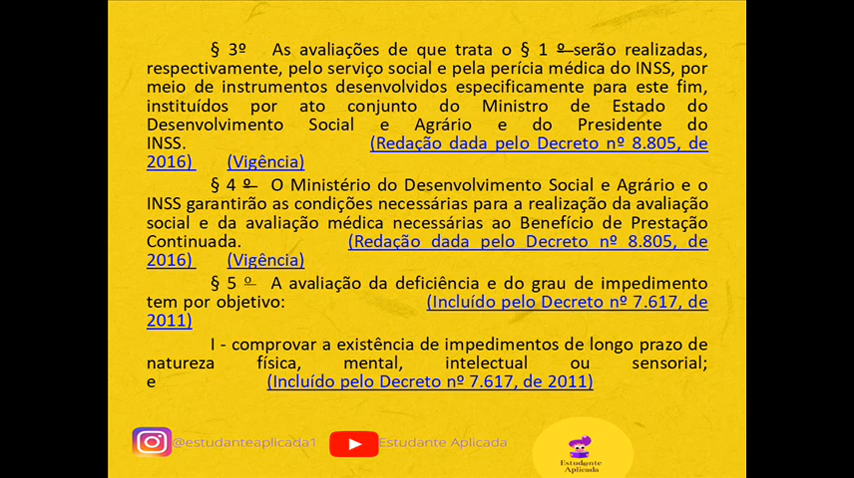 § 3º As avaliações de que trata o § 1 º serão realizadas,
respectivamente, pelo serviço social e pela perícia médica do INSS, por
meio de instrumentos desenvolvidos especificamente para este fim,
instituídos por ato conjunto do Ministro de Estado do
Desenvolvimento Social e Agrário e do Presidente do
INSS. (Redação dada pelo Decreto nº 8.805, de
2016) (Vigência)
§ 4 º O Ministério do Desenvolvimento Social e Agrário e o
INSS garantirão as condições necessárias para a realização da avaliação
social e da avaliação médica necessárias ao Benefício de Prestação
Continuada. (Redação dada pelo Decreto nº 8.805, de
2016) (Vigência)
§ 5 º A avaliação da deficiência e do grau de impedimento
tem por objetivo: (Incluído pelo Decreto nº 7.617, de
2011)
I - comprovar a existência de impedimentos de longo prazo de
natureza física, mental, intelectual ou sensorial;
e (Incluído pelo Decreto nº 7.617, de 2011)
@estudanteaplicada1 Estudante Aplicada
Estudante
Aplicada